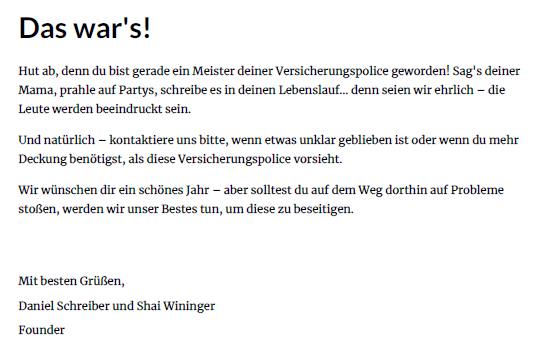 Das war's!
Hut ab, denn du bist gerade ein Meister deiner Versicherungspolice geworden! Sag's deiner
Mama, prahle auf Partys, schreibe es in deinen Lebenslauf... denn seien wir ehrlich – die
Leute werden beeindruckt sein.
Und natürlich – kontaktiere uns bitte, wenn etwas unklar geblieben ist oder wenn du mehr
Deckung benötigst, als diese Versicherungspolice vorsieht.
Wir wünschen dir ein schönes Jahr – aber solltest du auf dem Weg dorthin auf Probleme
stoßen, werden wir unser Bestes tun, um diese zu beseitigen.
Mit besten Grüßen,
Daniel Schreiber und Shai Wininger
Founder